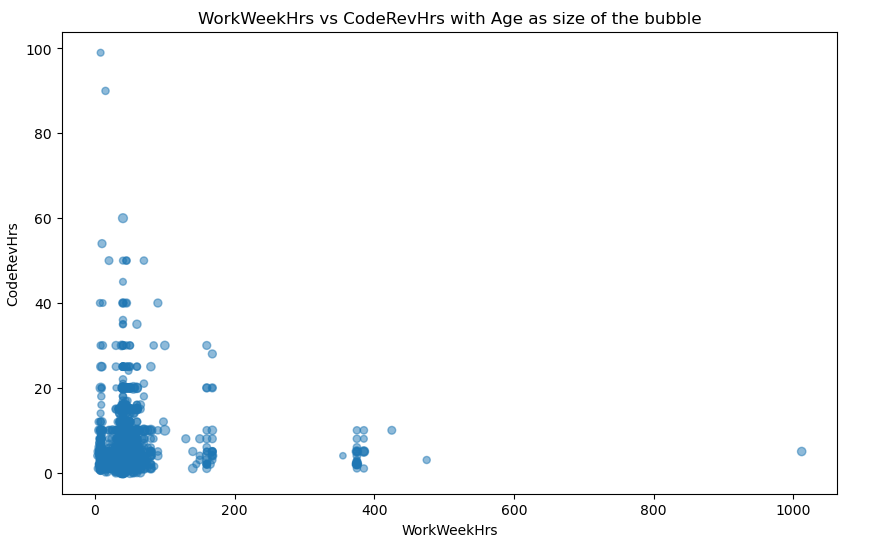 WorkWeekHrs vs CodeRevHrs with Age as size of the bubble
100
80
60
40
20
0
CodeRevHrs
0 200 400 600 800 1000
WorkWeekHrs